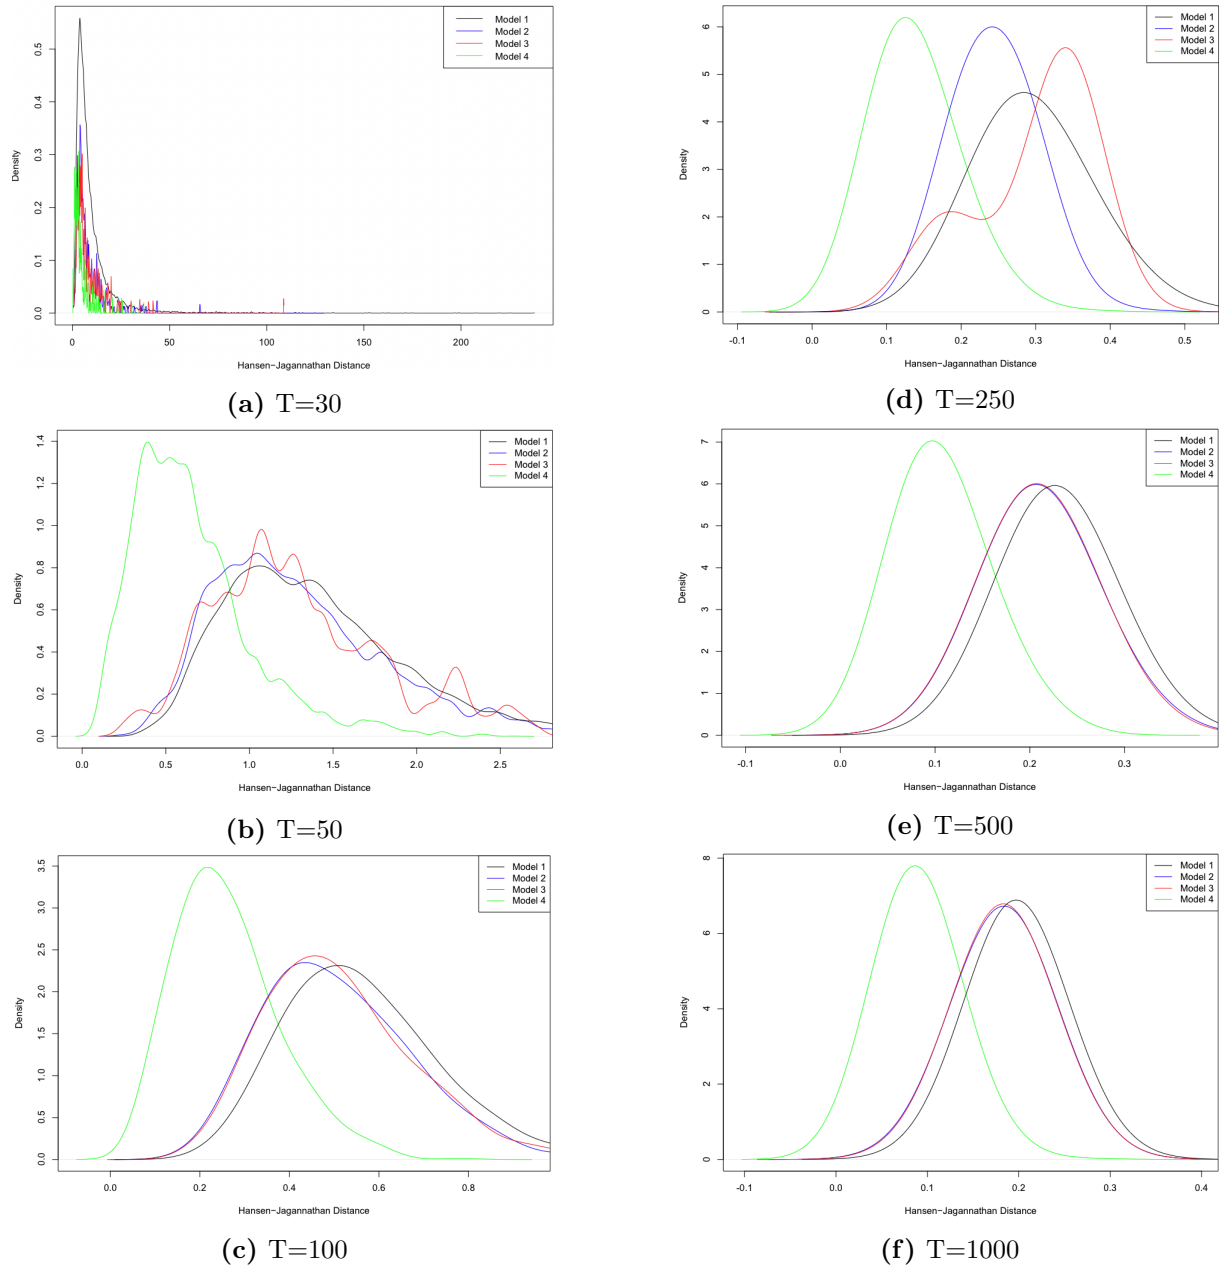 Model 1
Model 2
Model 3
Model 4
Density
0.0
0.1
0.2
0.3
0.4
0.5
0
50
100
150
200
Hansen−Jagannathan Distance
(a) T=30
Model 1
Model 2
Model 3
Model 4
Density
0
1
2
3
4
5
6
-0.1
0.0
0.1
0.2
0.3
0.4
0.5
Hansen−Jagannathan Distance
(d) T=250
Model 1
Model 2
Model 3
Model 4
Density
0.0
0.2
0.4
0.6
0.8
1.0
1.2
1.4
0.0
0.5
1.0
1.5
2.0
2.5
Hansen−Jagannathan Distance
(b) T=50
Model 1
Model 2
Model 3
Model 4
Density
0
1
2
3
4
5
6
7
-0.1
0.0
0.1
0.2
0.3
Hansen−Jagannathan Distance
(e) T=500
Model 1
Model 2
Model 3
Model 4
Density
0.0
0.5
1.0
1.5
2.0
2.5
3.0
3.5
0.0
0.2
0.4
0.6
0.8
Hansen−Jagannathan Distance
(c) T=100
Model 1
Model 2
Model 3
Model 4
Density
0
2
4
6
8
-0.1
0.0
0.1
0.2
0.3
0.4
Hansen−Jagannathan Distance
(f) T=1000